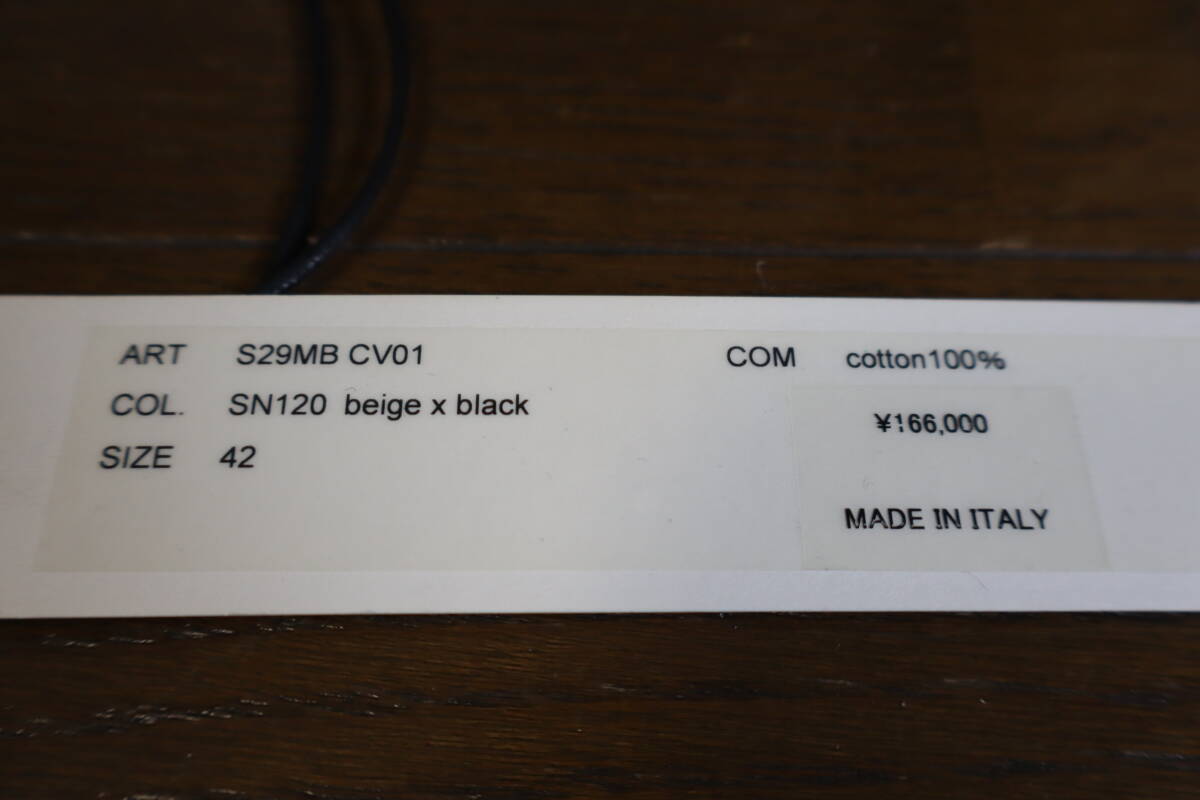 ART S29MB CV01
COL. SN120 beige x black
SIZE 42
COM cotton100%
¥166,000
MADE IN ITALY